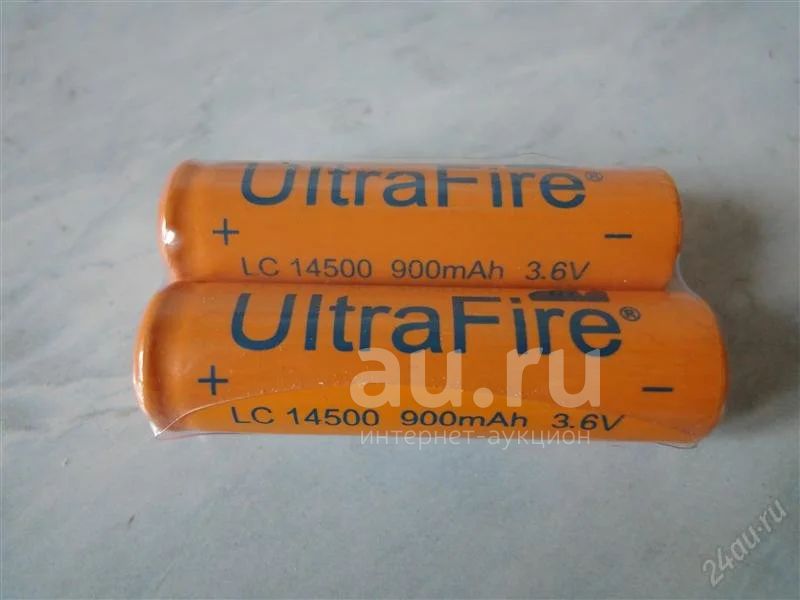 UltraFire®
+ −
LC 14500 900mAh 3.6V
UltraFire®
+ −
LC 14500 900mAh 3.6V
au.ru
интернет-аукцион
24au.ru